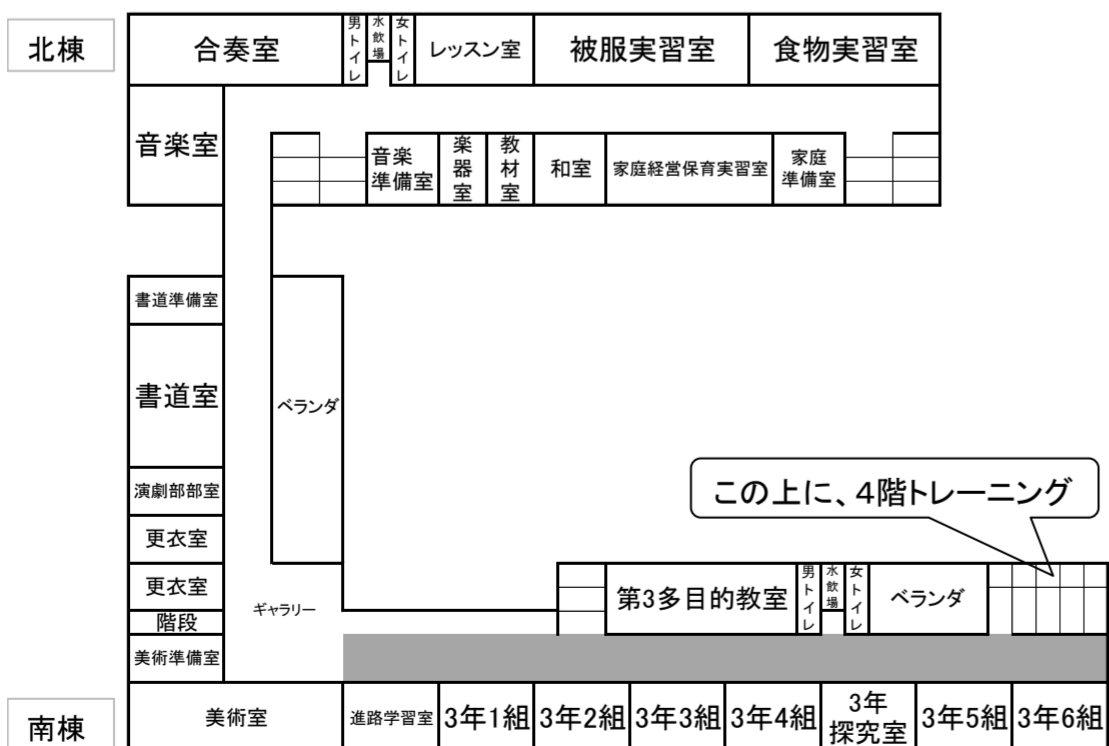 北棟
合奏室
男トイレ
水飲場
女トイレ
レッスン室
被服実習室
食物実習室
音楽室
音楽
準備室
楽器室
教材室
和室
家庭経営保育実習室
家庭
準備室
書道準備室
書道室
ベランダ
演劇部部室
この上に、4階トレーニング
更衣室
更衣室
階段
ギャラリー
第3多目的教室
男トイレ
水飲場
女トイレ
ベランダ
美術準備室
南棟
美術室
進路学習室
3年1組
3年2組
3年3組
3年4組
3年
探究室
3年5組
3年6組